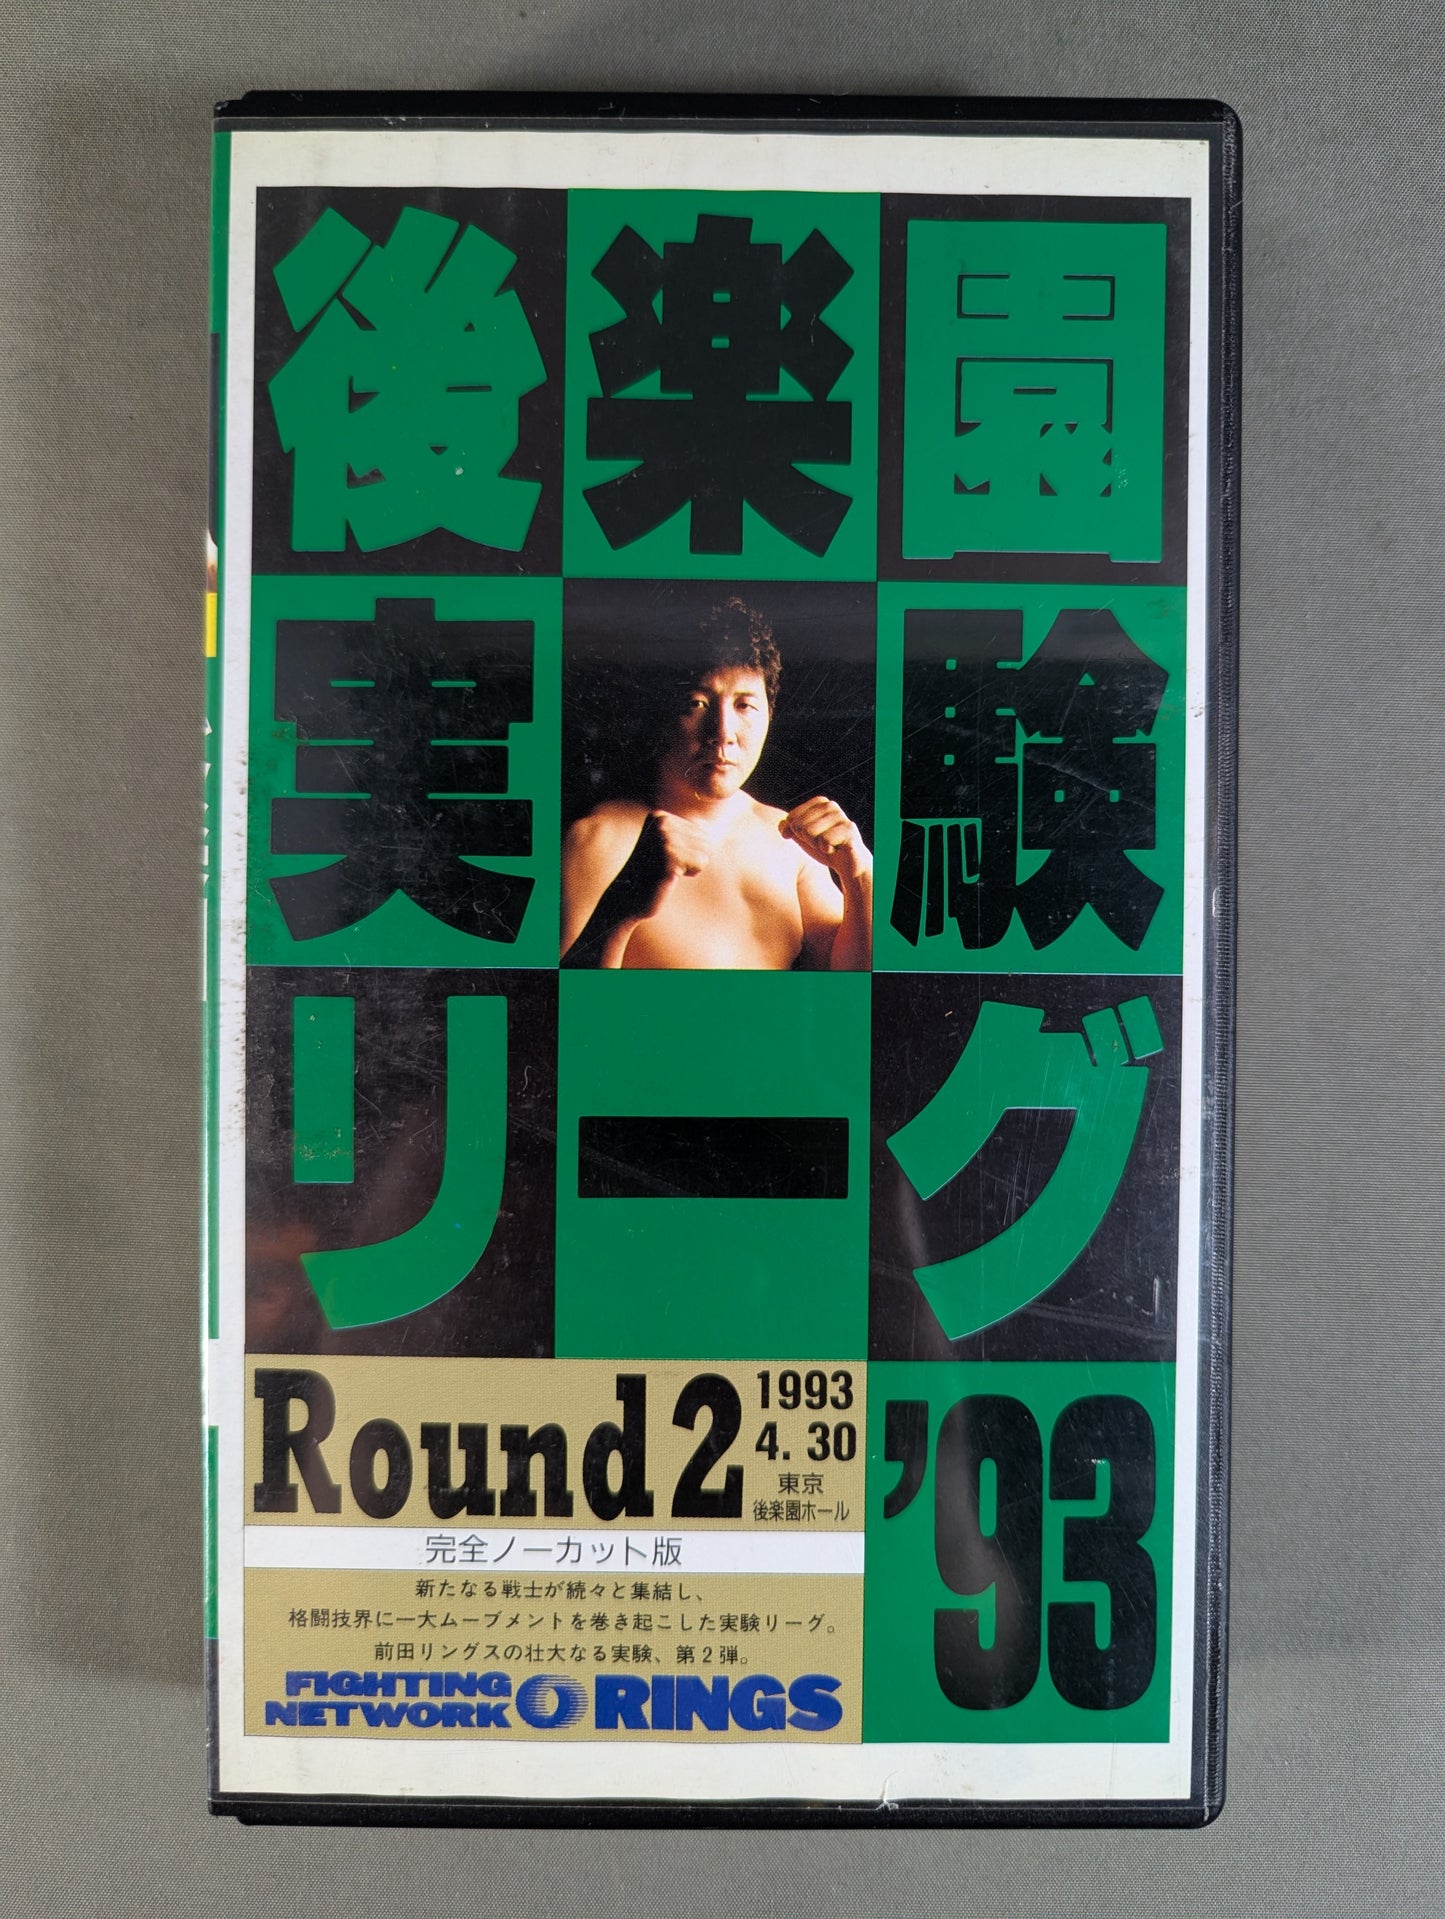 後楽園
実験
リーグ
'93
Round 2
1993
4. 30
東京
後楽園ホール
完全ノーカット版
新たなる戦士が続々と集結し、
格闘技界に一大ムーブメントを巻き起こした実験リーグ。
前田リングスの壮大なる実験、第2弾。
FIGHTING
NETWORK
RINGS